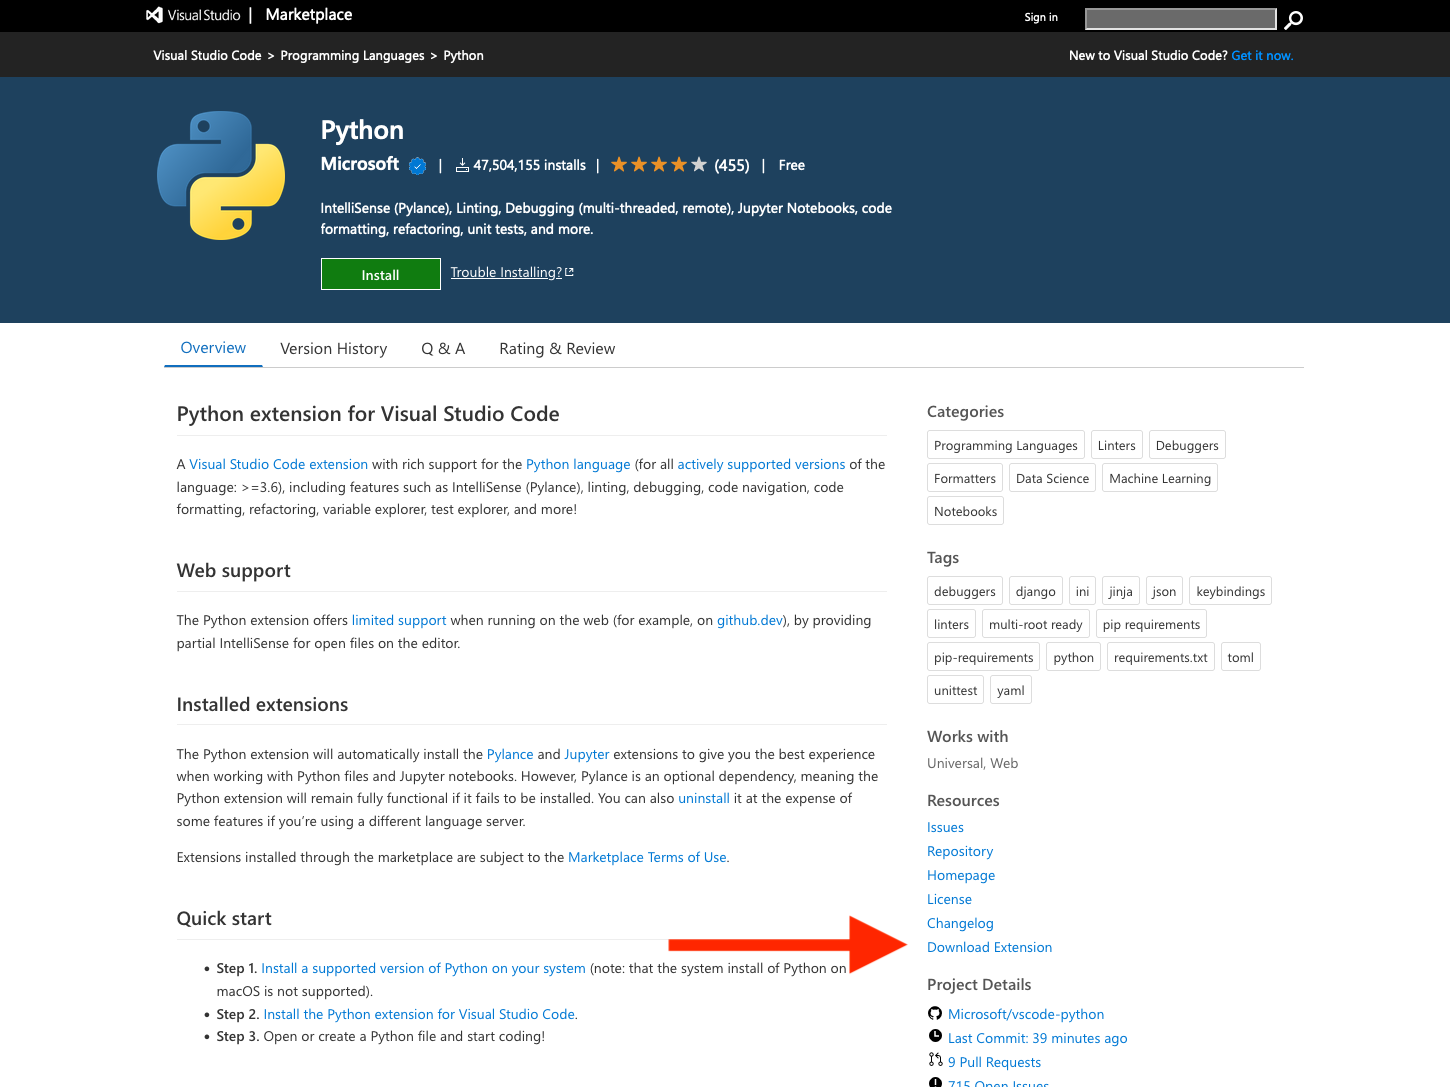 Visual Studio | Marketplace
Sign in
Visual Studio Code > Programming Languages > Python
New to Visual Studio Code? Get it now.
Python
Microsoft | 47,504,155 installs | (455) | Free
IntelliSense (Pylance), Linting, Debugging (multi-threaded, remote), Jupyter Notebooks, code
formatting, refactoring, unit tests, and more.
Install Trouble Installing?
Overview Version History Q & A Rating & Review
Python extension for Visual Studio Code
A Visual Studio Code extension with rich support for the Python language (for all actively supported versions of the
language: >=3.6), including features such as IntelliSense (Pylance), linting, debugging, code navigation, code
formatting, refactoring, variable explorer, test explorer, and more!
Web support
The Python extension offers limited support when running on the web (for example, on github.dev), by providing
partial IntelliSense for open files on the editor.
Installed extensions
The Python extension will automatically install the Pylance and Jupyter extensions to give you the best experience
when working with Python files and Jupyter notebooks. However, Pylance is an optional dependency, meaning the
Python extension will remain fully functional if it fails to be installed. You can also uninstall it at the expense of
some features if you're using a different language server.
Extensions installed through the marketplace are subject to the Marketplace Terms of Use.
Quick start
• Step 1. Install a supported version of Python on your system (note: that the system install of Python on
macOS is not supported).
• Step 2. Install the Python extension for Visual Studio Code.
• Step 3. Open or create a Python file and start coding!
Categories
Programming Languages Linters Debuggers
Formatters Data Science Machine Learning
Notebooks
Tags
debuggers django ini jinja json keybindings
linters multi-root ready pip requirements
pip-requirements python requirements.txt toml
unittest yaml
Works with
Universal, Web
Resources
Issues
Repository
Homepage
License
Changelog
Download Extension
Project Details
Microsoft/vscode-python
Last Commit: 39 minutes ago
9 Pull Requests
715 Open Issues